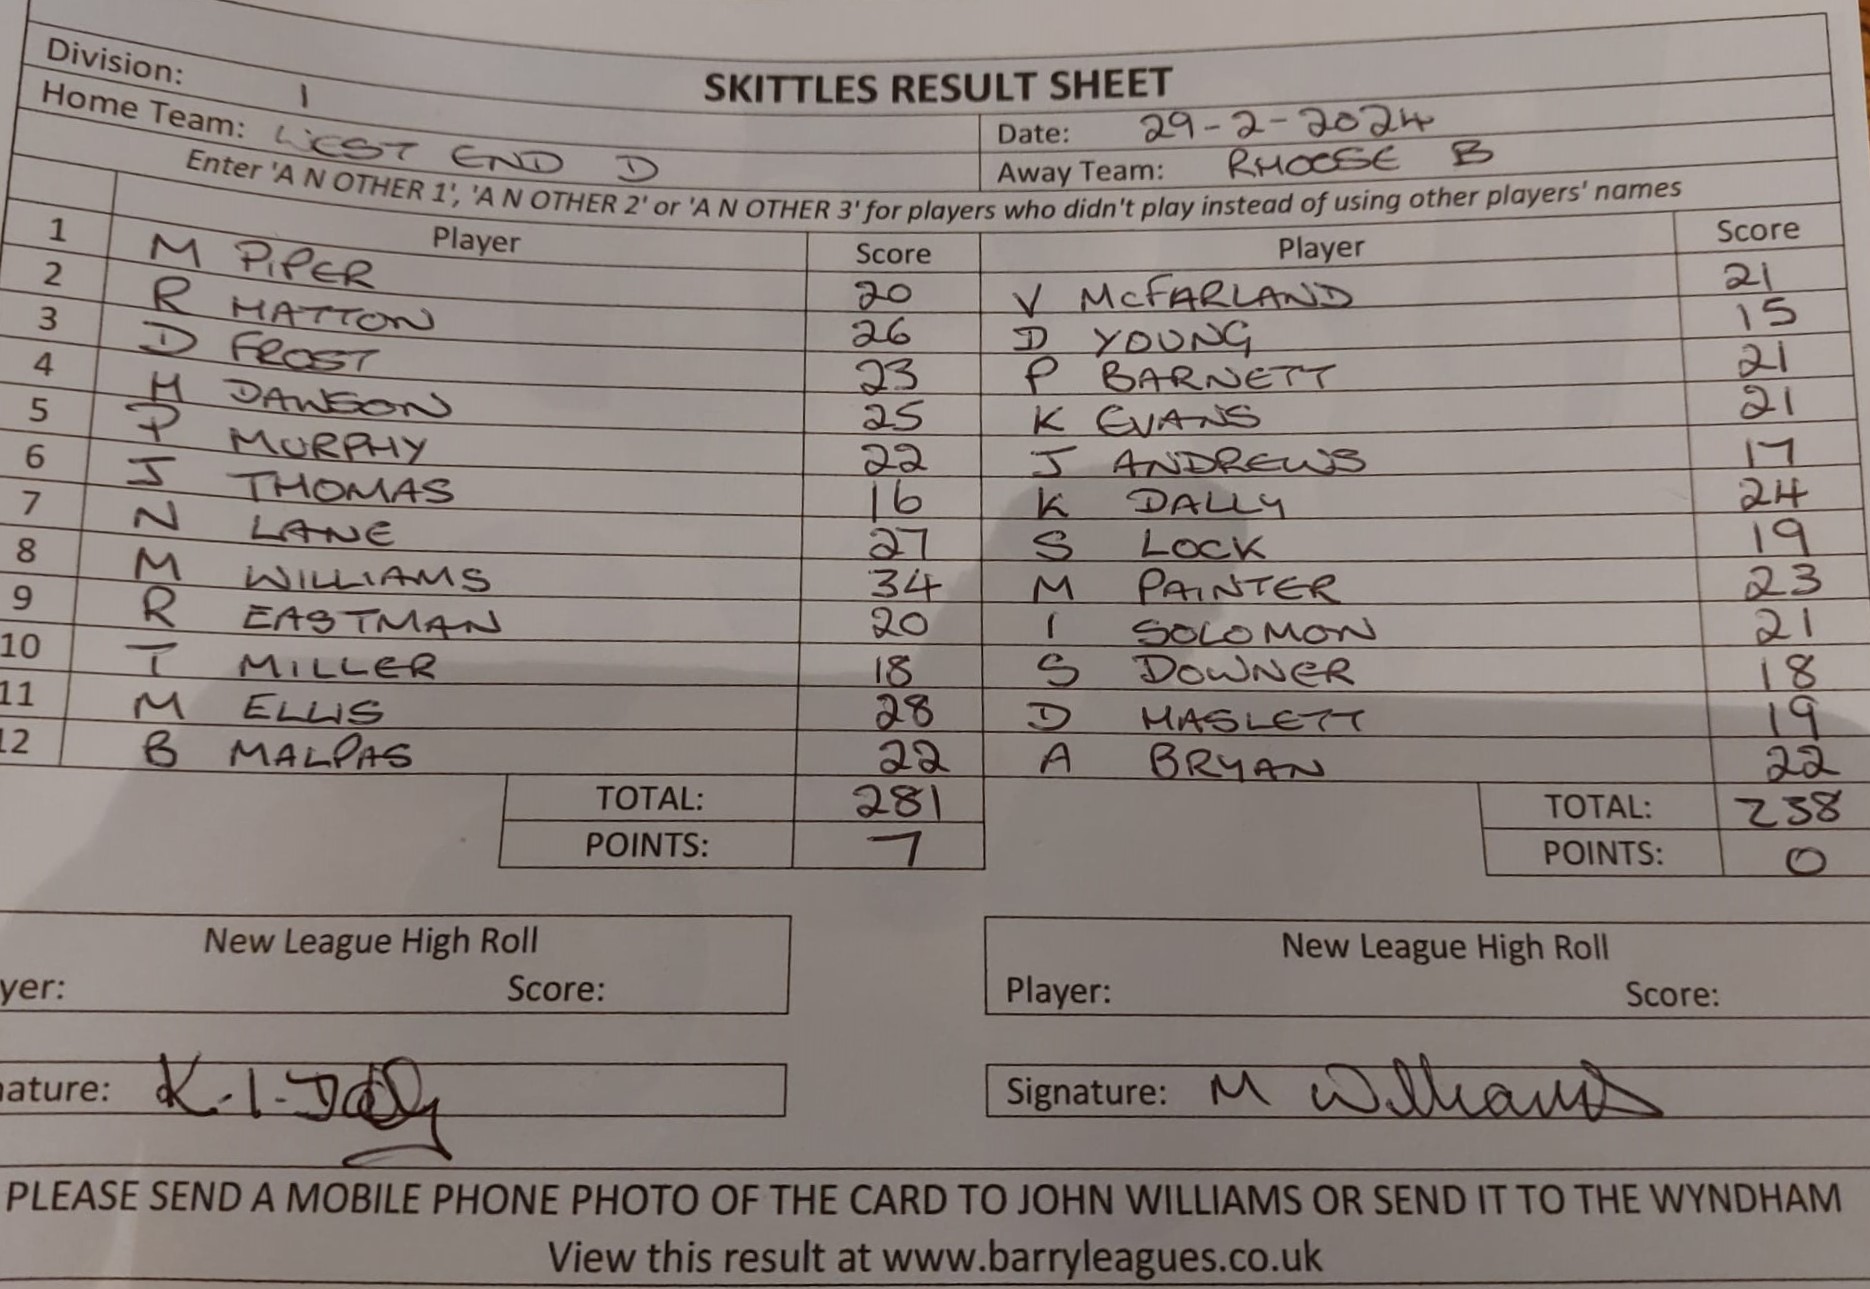 SKITTLES RESULT SHEET
Division: 1
Home Team: WEST END D Date: 29-2-2024
Away Team: RHOOSE B
Enter 'A N OTHER 1', 'A N OTHER 2' or 'A N OTHER 3' for players who didn't play instead of using other players' names
Player Score Player Score
1 M PIPER 20 V McFARLAND 21
2 R HATTON 26 D YOUNG 15
3 D FROST 23 P BARNETT 21
4 H DAWSON 25 K EVANS 21
5 P MURPHY 22 J ANDREWS 17
6 J THOMAS 16 K DALLY 24
7 N LANE 27 S LOCK 19
8 M WILLIAMS 34 M PAINTER 23
9 R EASTMAN 20 I SOLOMON 21
10 T MILLER 18 S DOWNER 18
11 M ELLIS 28 D HASLETT 19
12 B MALPAS 22 A BRYAN 22
TOTAL: 281 TOTAL: 238
POINTS: 7 POINTS: 0
New League High Roll New League High Roll
yer: Score: Player: Score:
nature: K.I.Dally Signature: M Williams
PLEASE SEND A MOBILE PHONE PHOTO OF THE CARD TO JOHN WILLIAMS OR SEND IT TO THE WYNDHAM
View this result at www.barryleagues.co.uk